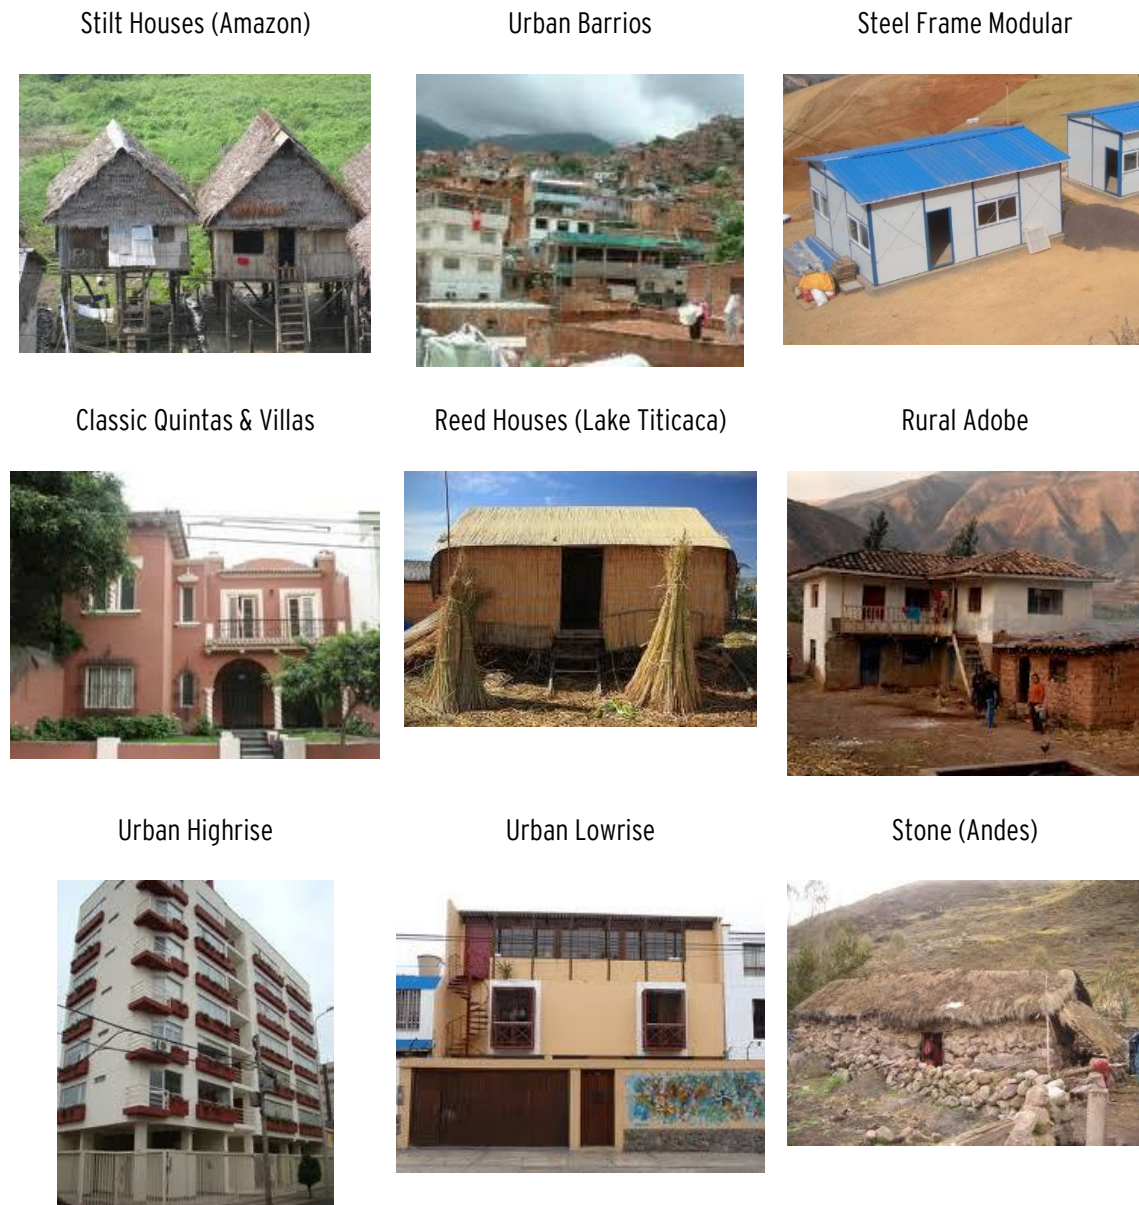 Stilt Houses (Amazon)
Urban Barrios
Steel Frame Modular
Classic Quintas & Villas
Reed Houses (Lake Titicaca)
Rural Adobe
Urban Highrise
Urban Lowrise
Stone (Andes)